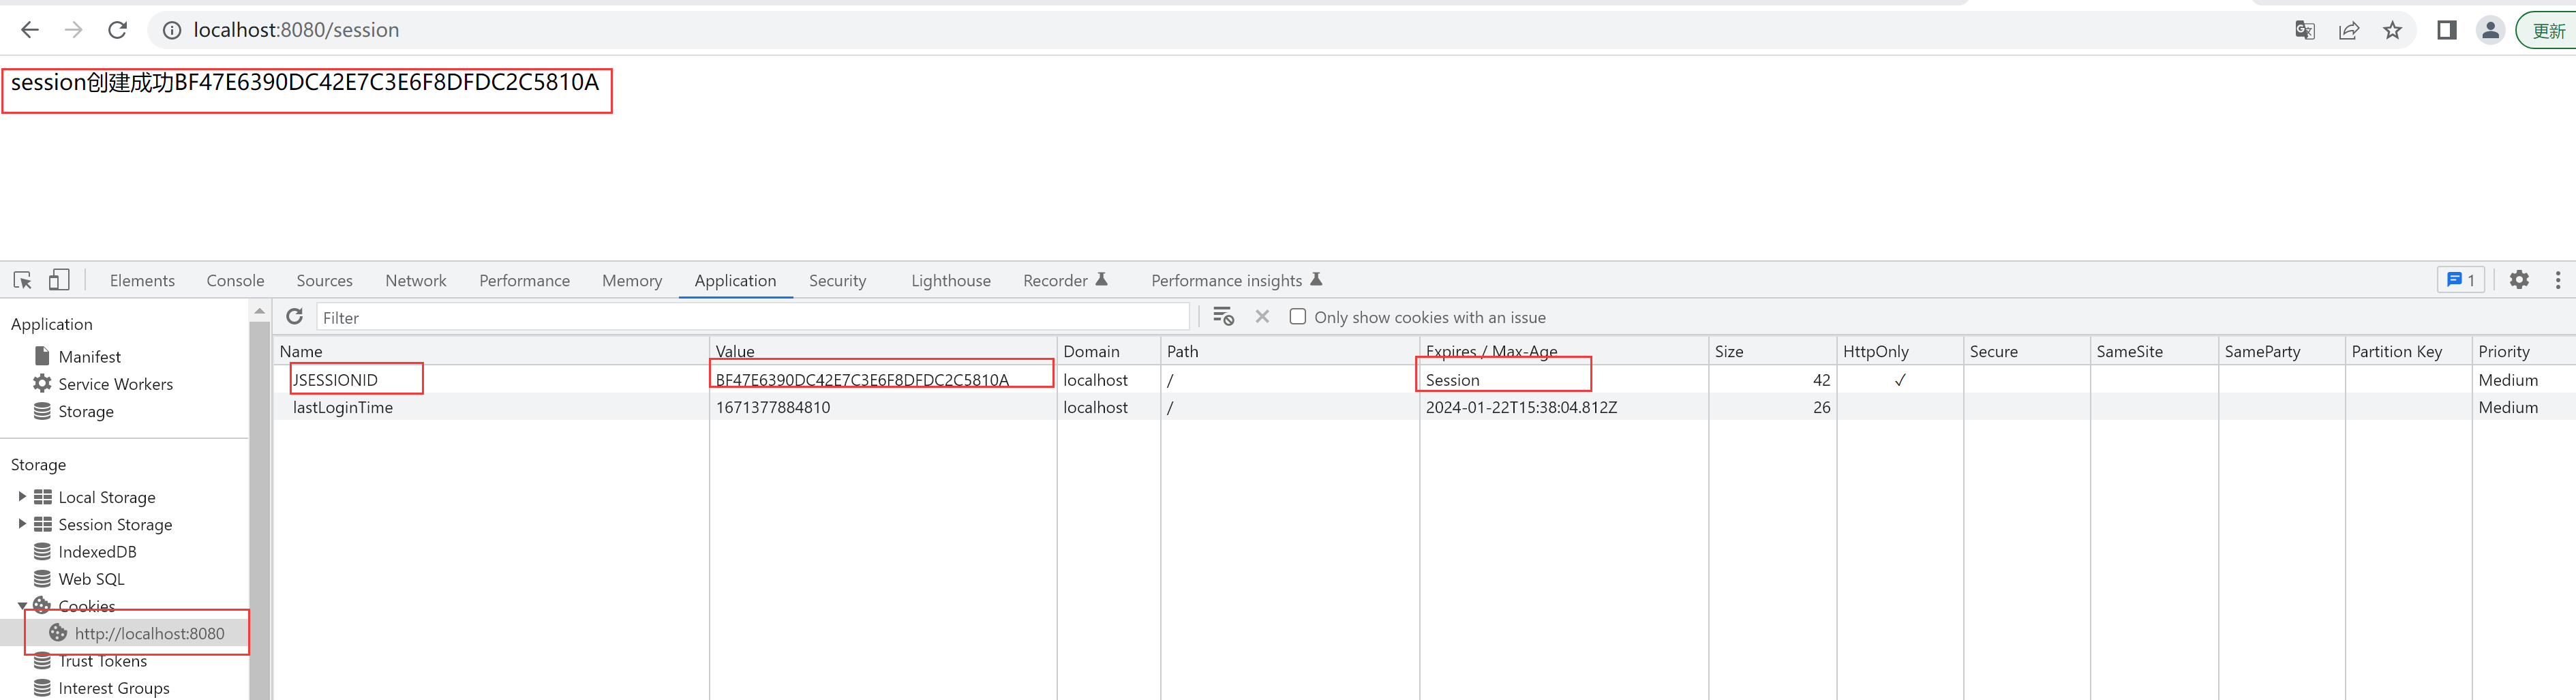 localhost:8080/session
更新
session创建成功BF47E6390DC42E7C3E6F8DFDC2C5810A
Elements Console Sources Network Performance Memory Application Security Lighthouse Recorder Performance insights 1
Application
Manifest
Service Workers
Storage
Storage
Local Storage
Session Storage
IndexedDB
Web SQL
Cookies
http://localhost:8080
Trust Tokens
Interest Groups
Filter Only show cookies with an issue
Name Value Domain Path Expires / Max-Age Size HttpOnly Secure SameSite SameParty Partition Key Priority
JSESSIONID BF47E6390DC42E7C3E6F8DFDC2C5810A localhost / Session 42 ✓ Medium
lastLoginTime 1671377884810 localhost / 2024-01-22T15:38:04.812Z 26 Medium